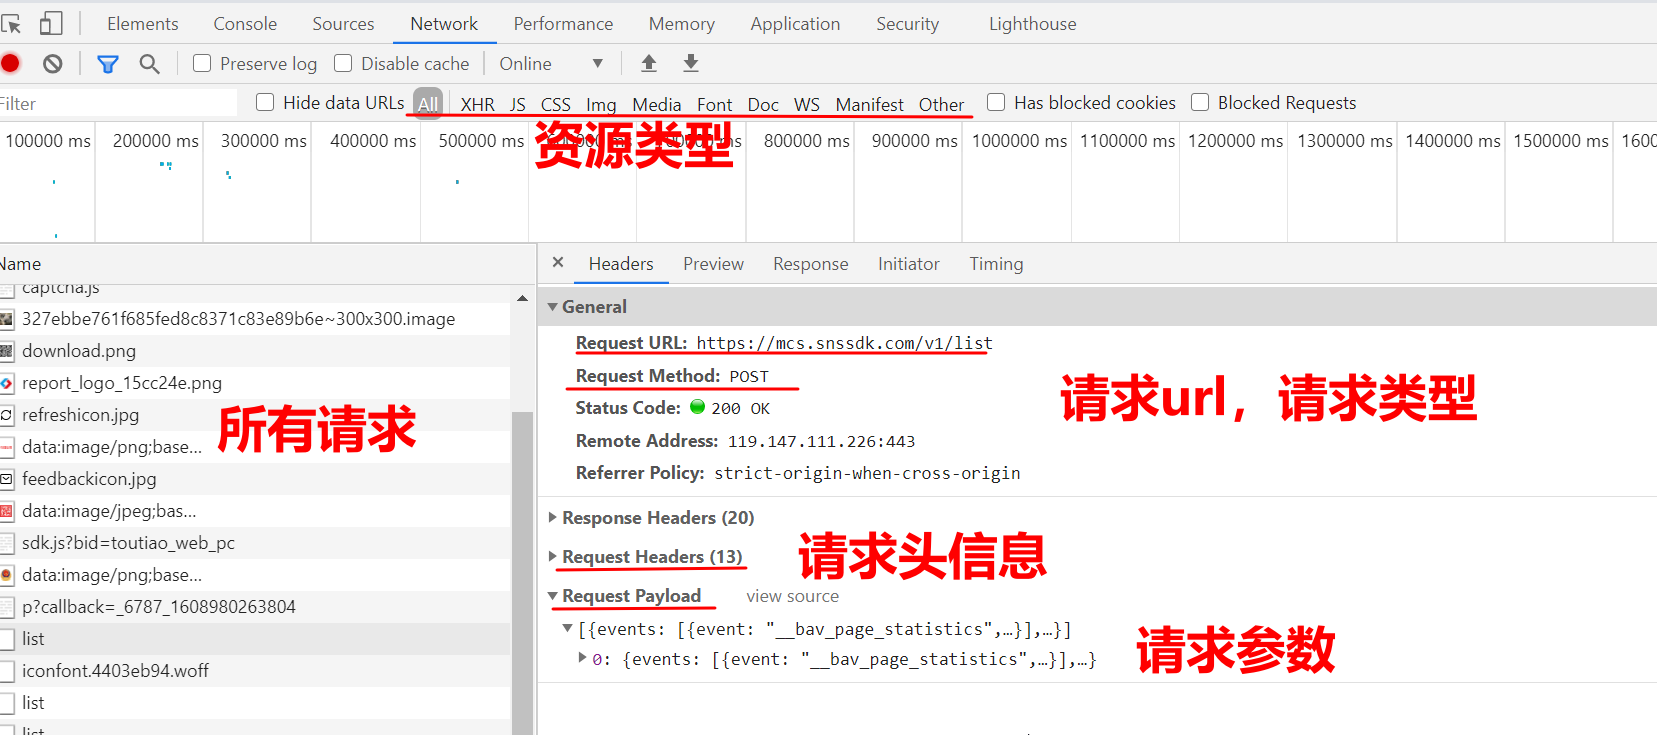 Elements Console Sources Network Performance Memory Application Security Lighthouse
Preserve log Disable cache Online
Filter Hide data URLs All XHR JS CSS Img Media Font Doc WS Manifest Other Has blocked cookies Blocked Requests
100000 ms 200000 ms 300000 ms 400000 ms 500000 ms 800000 ms 900000 ms 1000000 ms 1100000 ms 1200000 ms 1300000 ms 1400000 ms 1500000 ms 1600
资源类型
Name
captcha.js
327ebbe761f685fed8c8371c83e89b6e~300x300.image
download.png
report_logo_15cc24e.png
refreshicon.jpg
data:image/png;base...
feedbackicon.jpg
data:image/jpeg;bas...
sdk.js?bid=toutiao_web_pc
data:image/png;base...
p?callback=_6787_1608980263804
list
iconfont.4403eb94.woff
list
list
所有请求
Headers Preview Response Initiator Timing
General
Request URL: https://mcs.snssdk.com/v1/list
Request Method: POST
Status Code: 200 OK
Remote Address: 119.147.111.226:443
Referrer Policy: strict-origin-when-cross-origin
请求url，请求类型
Response Headers (20)
Request Headers (13)
请求头信息
Request Payload view source
[{events: [{event: "__bav_page_statistics",…}],…}]
0: {events: [{event: "__bav_page_statistics",…}],…}
请求参数